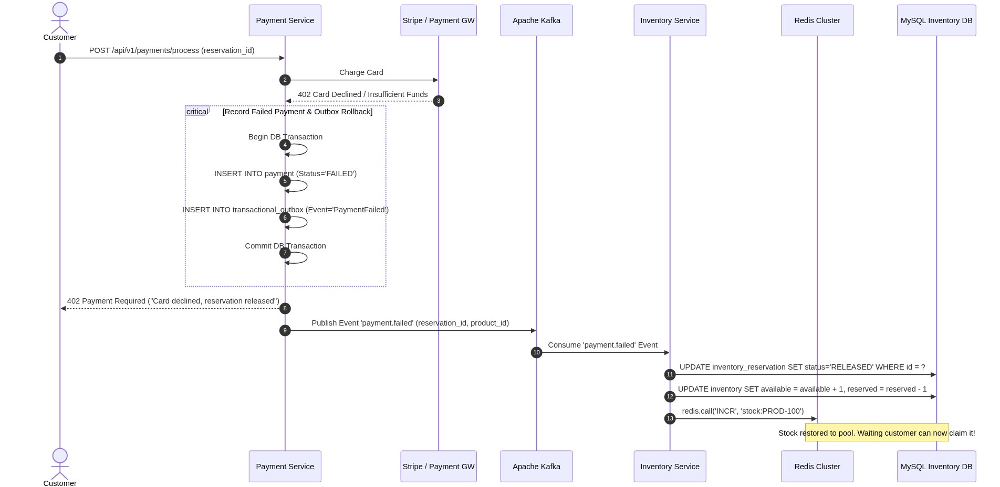 Customer
Payment Service
Stripe / Payment GW
Apache Kafka
Inventory Service
Redis Cluster
MySQL Inventory DB
POST /api/v1/payments/process (reservation_id)
1
Charge Card
2
402 Card Declined / Insufficient Funds
3
critical
[Record Failed Payment & Outbox Rollback]
Begin DB Transaction
4
INSERT INTO payment (Status='FAILED')
5
INSERT INTO transactional_outbox (Event='PaymentFailed')
6
Commit DB Transaction
7
402 Payment Required ("Card declined, reservation released")
8
Publish Event 'payment.failed' (reservation_id, product_id)
9
Consume 'payment.failed' Event
10
UPDATE inventory_reservation SET status='RELEASED' WHERE id = ?
11
UPDATE inventory SET available = available + 1, reserved = reserved - 1
12
redis.call('INCR', 'stock:PROD-100')
13
Stock restored to pool. Waiting customer can now claim it!
Customer
Payment Service
Stripe / Payment GW
Apache Kafka
Inventory Service
Redis Cluster
MySQL Inventory DB